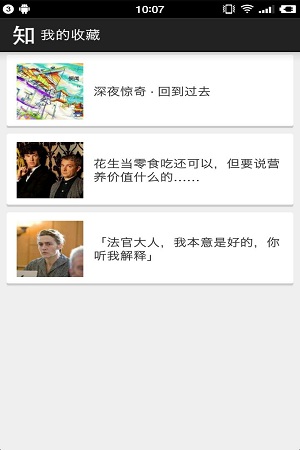 3
10:07
知 我的收藏
深夜惊奇 · 回到过去
花生当零食吃还可以，但要说营
养价值什么的……
「法官大人，我本意是好的，你
听我解释」